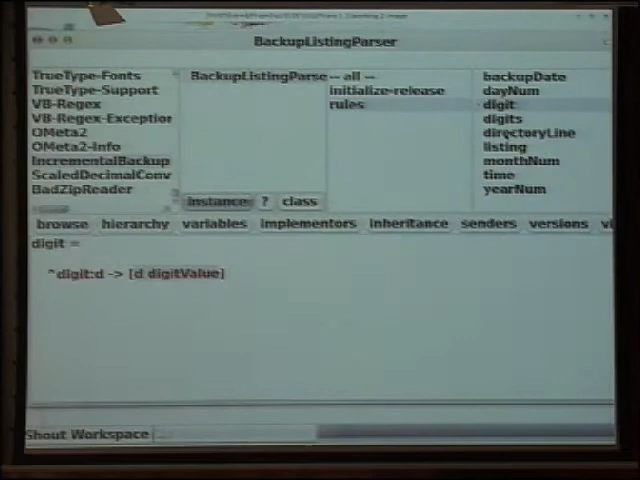 BackupListingParser
TrueType-Fonts
TrueType-Support
VB-Regex
VB-Regex-Exception
OMeta2
OMeta2-Info
IncrementalBackup
ScaledDecimalConv
BadZipReader
BackupListingParse
instance ? class
-- all --
initialize-release
rules
backupDate
dayNum
digit
digits
directoryLine
listing
monthNum
time
yearNum
browse hierarchy variables implementors inheritance senders versions vi
digit =
^digit:d -> [d digitValue]
Shout Workspace